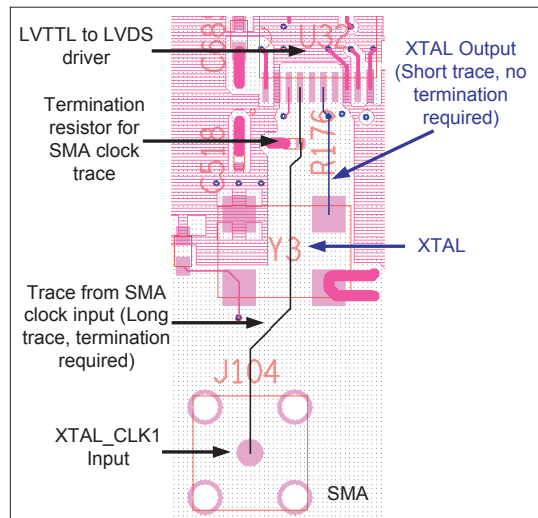 LVTTL to LVDS
driver
C68
U32
XTAL Output
(Short trace, no
termination
required)
Termination
resistor for
SMA clock
trace
C518
R176
Y3
XTAL
Trace from SMA
clock input (Long
trace, termination
required)
J104
XTAL_CLK1
Input
SMA